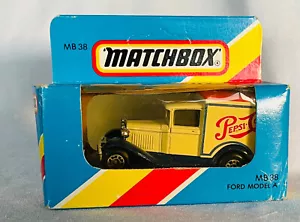 MB 38
MATCHBOX
PEPSI-C
MB 38
FORD MODEL A